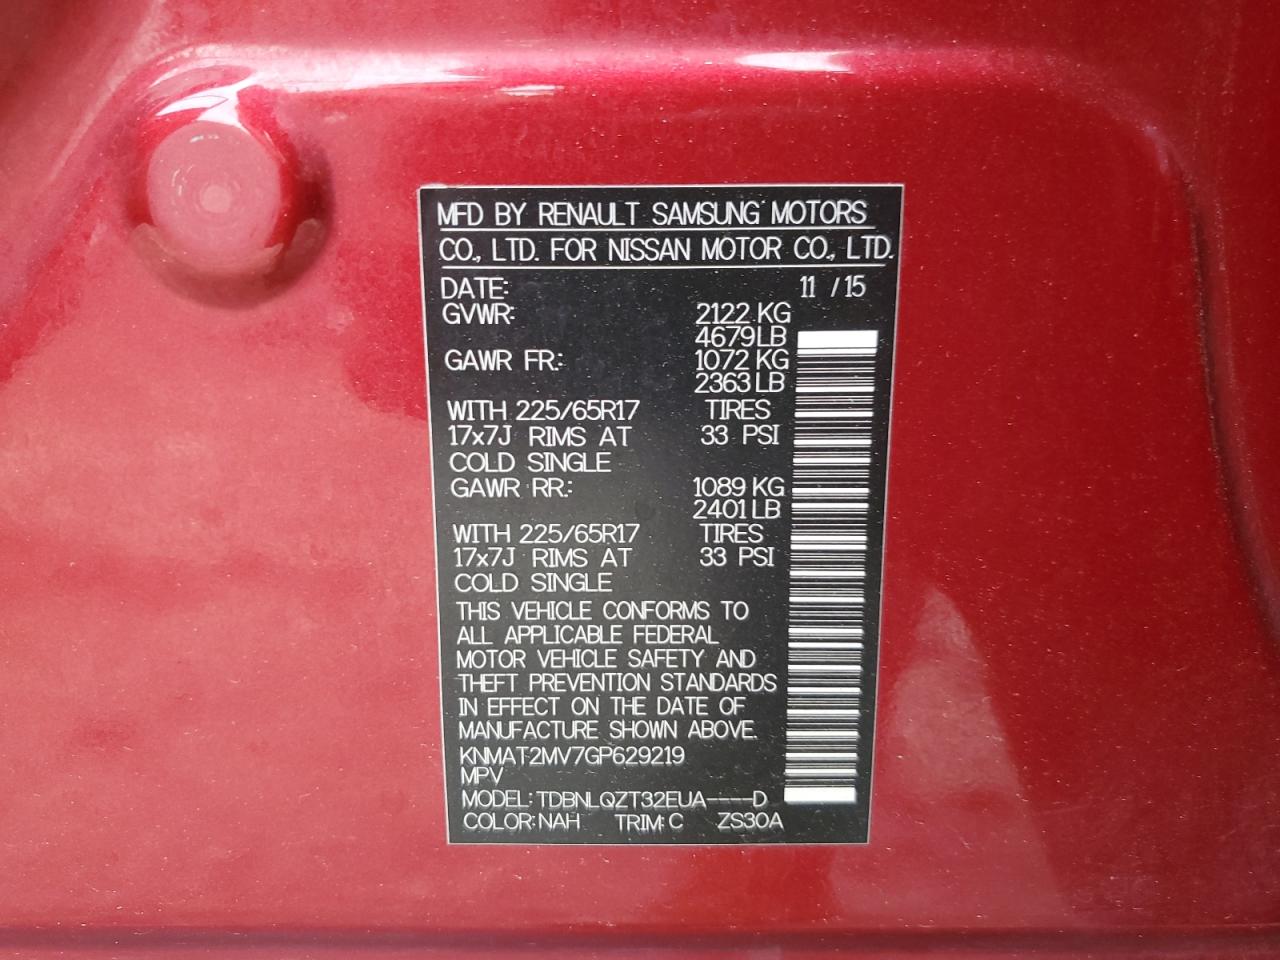 MFD BY RENAULT SAMSUNG MOTORS
CO., LTD. FOR NISSAN MOTOR CO., LTD.
DATE: 11 /15
GVWR: 2122 KG
4679 LB
GAWR FR.: 1072 KG
2363 LB
WITH 225/65R17 TIRES
17x7J RIMS AT 33 PSI
COLD SINGLE
GAWR RR.: 1089 KG
2401 LB
WITH 225/65R17 TIRES
17x7J RIMS AT 33 PSI
COLD SINGLE
THIS VEHICLE CONFORMS TO
ALL APPLICABLE FEDERAL
MOTOR VEHICLE SAFETY AND
THEFT PREVENTION STANDARDS
IN EFFECT ON THE DATE OF
MANUFACTURE SHOWN ABOVE.
KNMAT2MV7GP629219
MPV
MODEL: TDBNLQZT32EUA----D
COLOR: NAH TRIM: C ZS30A